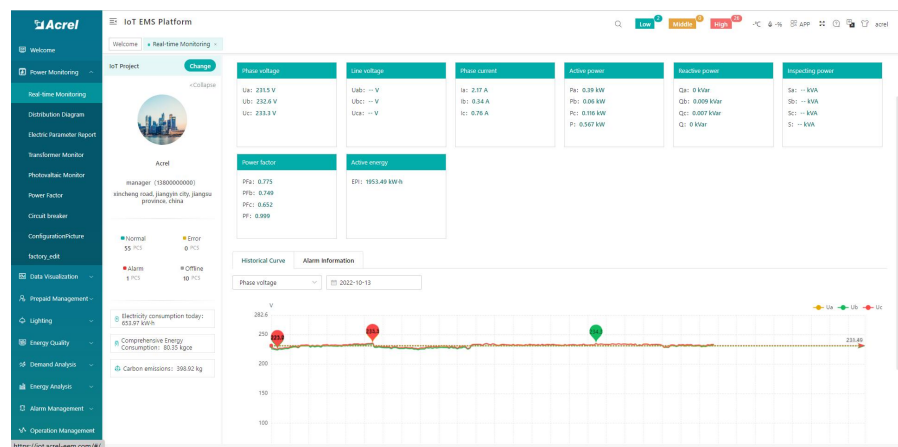 Acrel
IoT EMS Platform
Low 2
Middle 0
High 78
-℃
-%
APP
acrel
Welcome
Real-time Monitoring ×
Welcome
Power Monitoring
Real-time Monitoring
Distribution Diagram
Electric Parameter Report
Transformer Monitor
Photovaltaic Monitor
Power Factor
Circuit breaker
ConfigurationPicture
factory_edit
Data Visualization
Prepaid Management
Lighting
Energy Quality
Demand Analysis
Energy Analysis
Alarm Management
Operation Management
https://iot.acrel-eem.com/#/
IoT Project
Change
<Collapse
Acrel
manager (13800000000)
xincheng road, jiangyin city, jiangsu
province, china
Normal
55 PCS
Error
0 PCS
Alarm
1 PCS
Offline
10 PCS
Electricity consumption today:
653.97 kW·h
Comprehensive Energy
Consumption: 80.35 kgce
Carbon emissions: 398.92 kg
Phase voltage
Ua: 231.5 V
Ub: 232.6 V
Uc: 233.3 V
Line voltage
Uab: -- V
Ubc: -- V
Uca: -- V
Phase current
Ia: 2.17 A
Ib: 0.34 A
Ic: 0.76 A
Active power
Pa: 0.39 kW
Pb: 0.06 kW
Pc: 0.116 kW
P: 0.567 kW
Reactive power
Qa: 0 kVar
Qb: 0.009 kVar
Qc: 0.007 kVar
Q: 0 kVar
Inspecting power
Sa: -- kVA
Sb: -- kVA
Sc: -- kVA
S: -- kVA
Power factor
PFa: 0.775
PFb: 0.749
PFc: 0.652
PF: 0.999
Active energy
EPI: 1953.49 kW·h
Historical Curve
Alarm Information
Phase voltage
2022-10-13
V
Ua
Ub
Uc
282.6
250
200
150
100
231.49